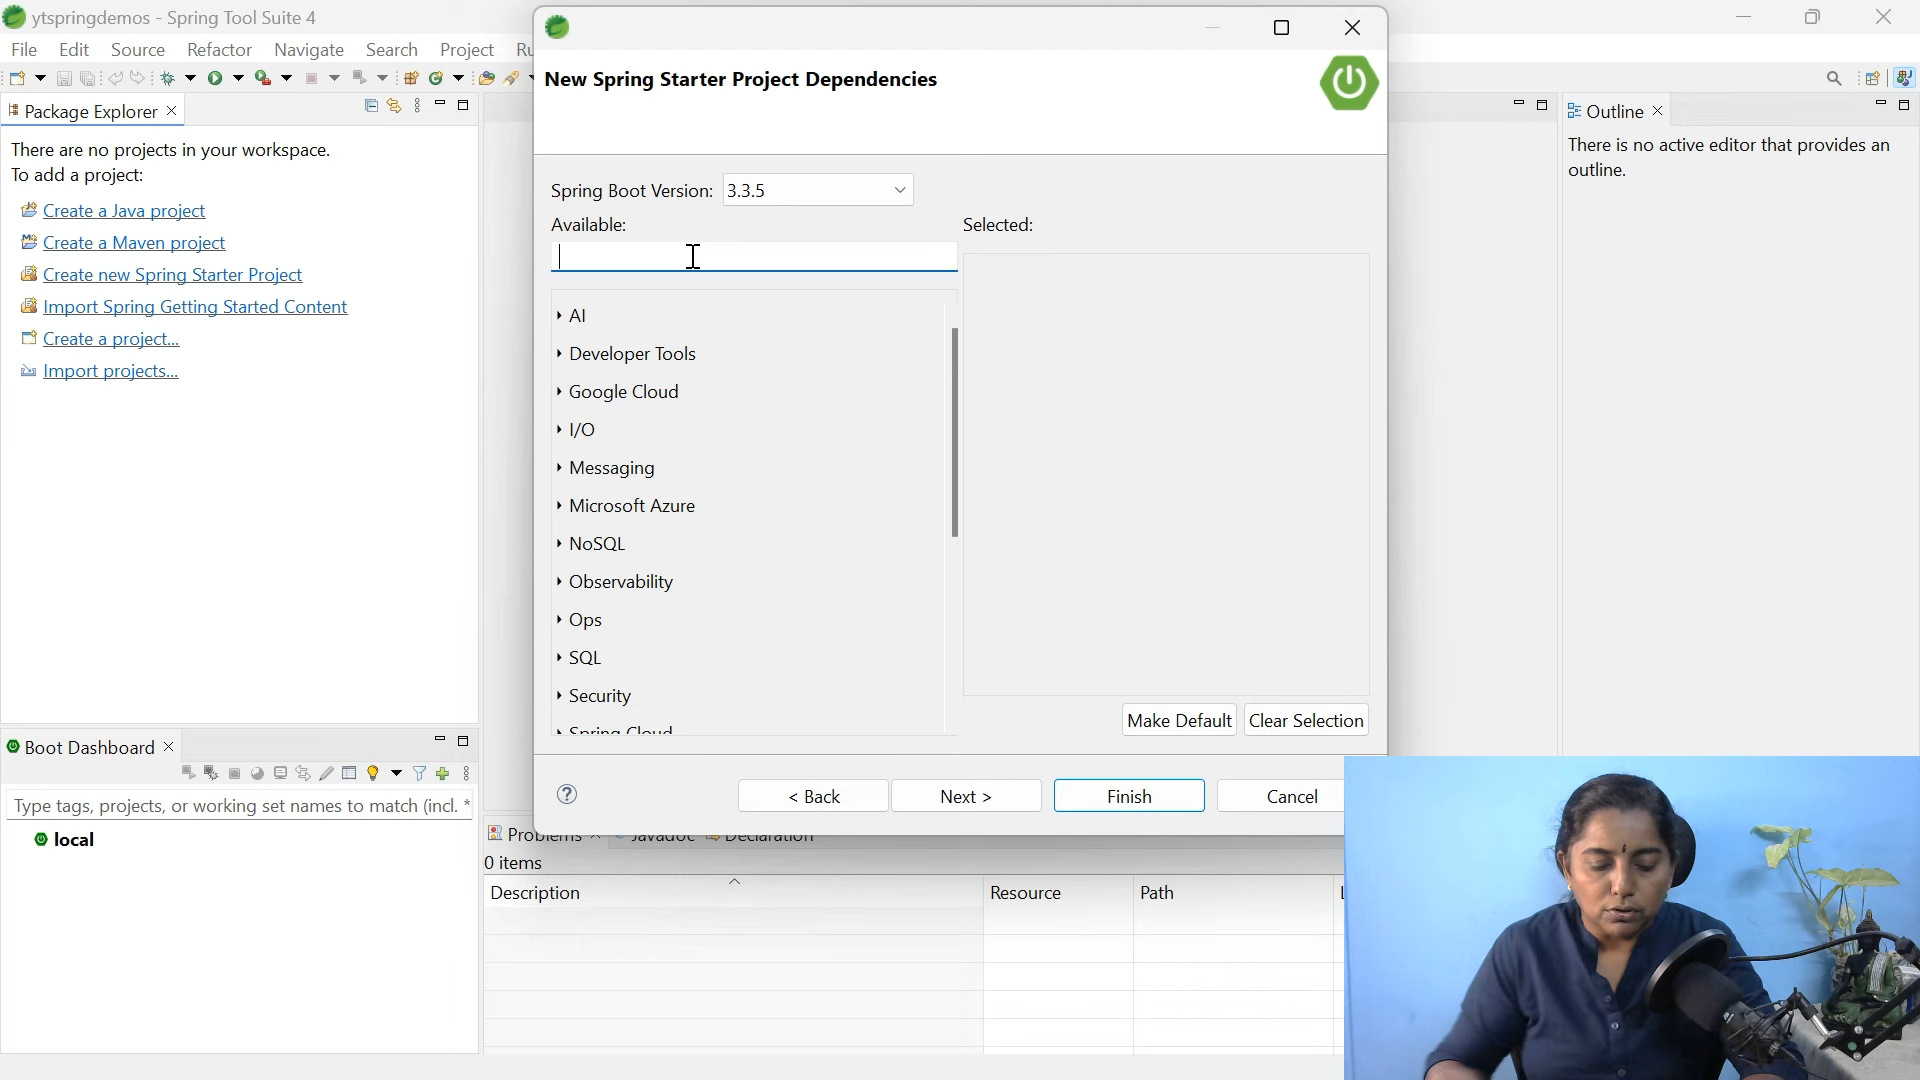 ytspringdemos - Spring Tool Suite 4
File Edit Source Refactor Navigate Search Project
Package Explorer
There are no projects in your workspace.
To add a project:
Create a Java project
Create a Maven project
Create new Spring Starter Project
Import Spring Getting Started Content
Create a project...
Import projects...
Boot Dashboard
Type tags, projects, or working set names to match (incl. *
local
New Spring Starter Project Dependencies
Spring Boot Version: 3.3.5
Available:
Selected:
AI
Developer Tools
Google Cloud
I/O
Messaging
Microsoft Azure
NoSQL
Observability
Ops
SQL
Security
Spring Cloud
Make Default Clear Selection
< Back Next > Finish Cancel
Problems Javadoc Declaration
0 items
Description Resource Path
Outline
There is no active editor that provides an
outline.